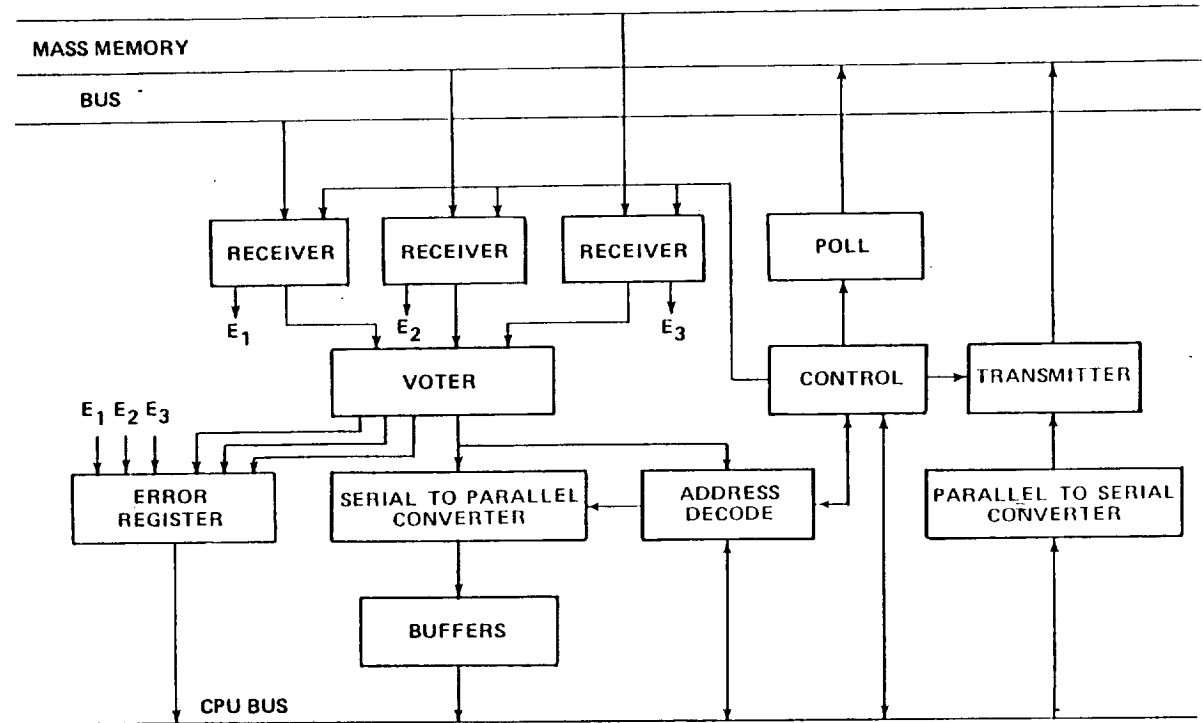 MASS MEMORY
BUS
RECEIVER
RECEIVER
RECEIVER
POLL
E1
E2
E3
VOTER
CONTROL
TRANSMITTER
E1 E2 E3
ERROR
REGISTER
SERIAL TO PARALLEL
CONVERTER
ADDRESS
DECODE
PARALLEL TO SERIAL
CONVERTER
BUFFERS
CPU BUS